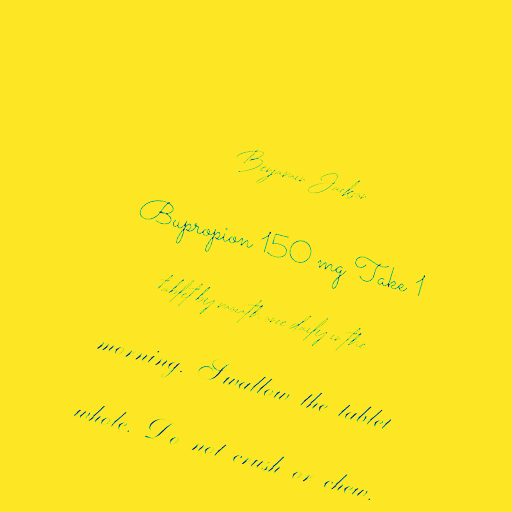 Benjamin Jackson
Bupropion 150 mg Take 1
tablet by mouth once daily in the
morning. Swallow the tablet
whole. Do not crush or chew.